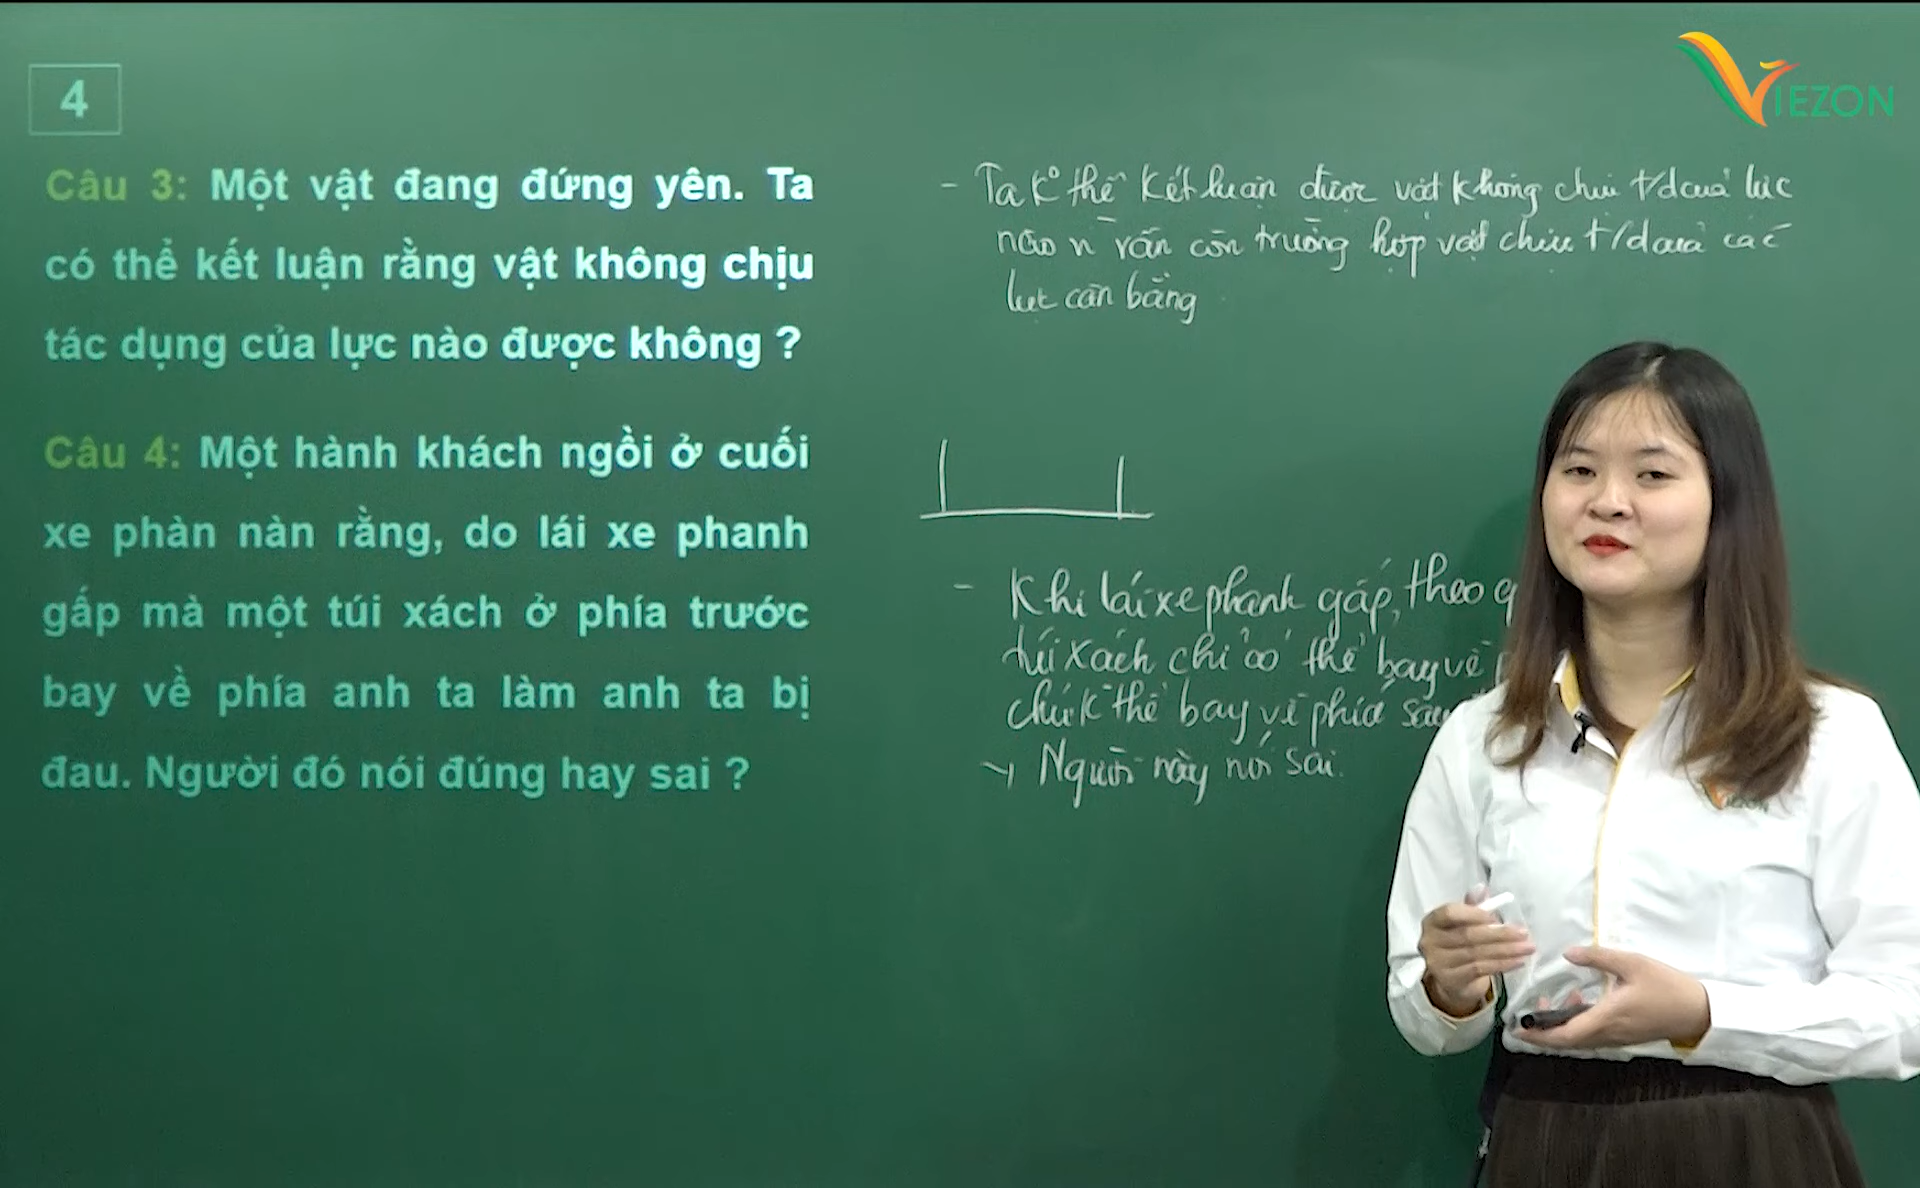 4
VIEZON
Câu 3: Một vật đang đứng yên. Ta
có thể kết luận rằng vật không chịu
tác dụng của lực nào được không ?
Câu 4: Một hành khách ngồi ở cuối
xe phàn nàn rằng, do lái xe phanh
gấp mà một túi xách ở phía trước
bay về phía anh ta làm anh ta bị
đau. Người đó nói đúng hay sai ?
- Ta k° thể kết luận được vật không chịu t/d của lực
nào n vẫn còn trường hợp vật chịu t/d của các
lực cân bằng
- Khi lái xe phanh gấp, theo q
túi xách chỉ có thể bay về
chứ k thể bay về phía sau
→ Người này nói sai.
VIEZON